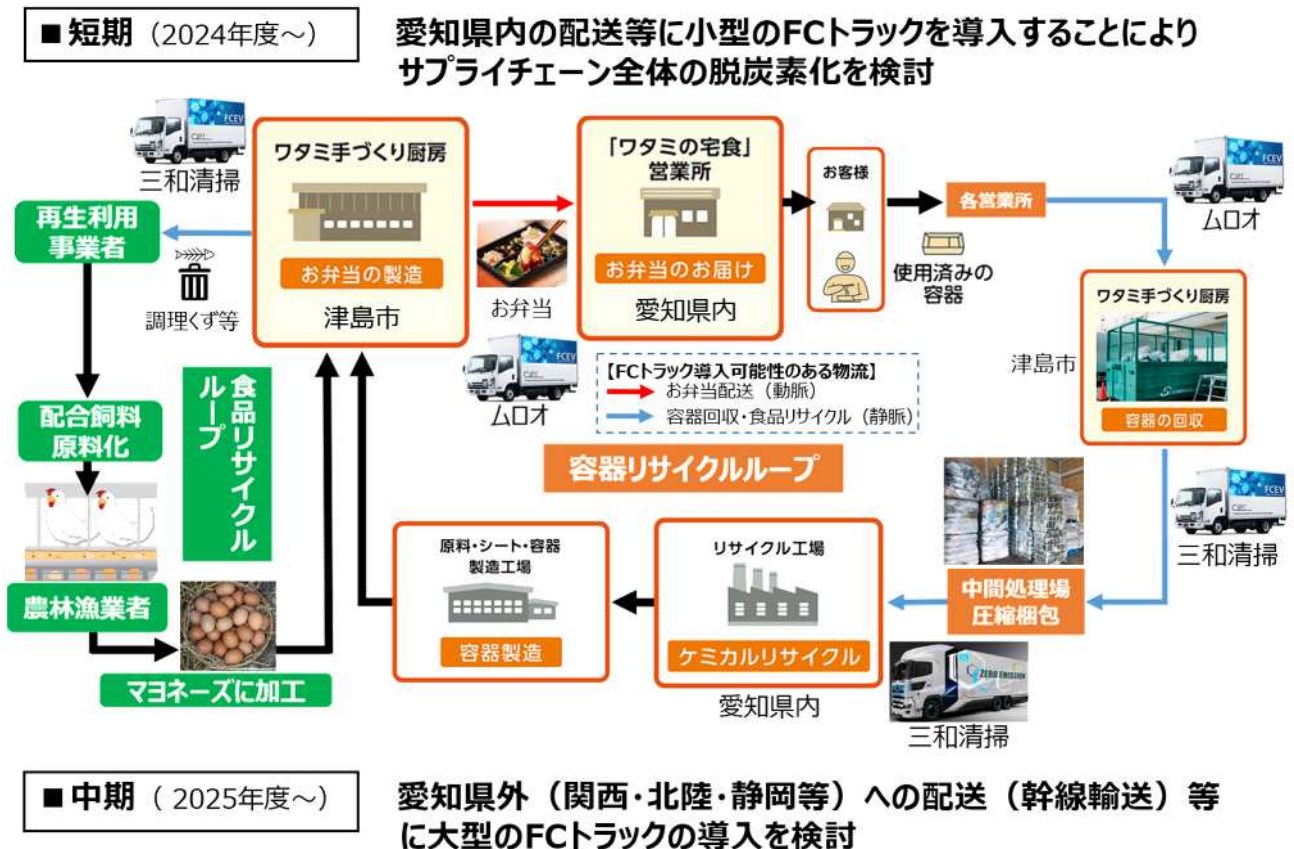 ■短期（2024年度～）
愛知県内の配送等に小型のFCトラックを導入することにより
サプライチェーン全体の脱炭素化を検討
FCEV
三和清掃
ワタミ手づくり厨房
お弁当の製造
津島市
お弁当
「ワタミの宅食」
営業所
お弁当のお届け
愛知県内
お客様
各営業所
使用済みの
容器
FCEV
ムロオ
再生利用
事業者
調理くず等
FCEV
ムロオ
【FCトラック導入可能性のある物流】
お弁当配送（動脈）
容器回収・食品リサイクル（静脈）
ワタミ手づくり厨房
津島市
容器の回収
配合飼料
原料化
食品リサイクル
ループ
容器リサイクルループ
FCEV
三和清掃
農林漁業者
マヨネーズに加工
原料・シート・容器
製造工場
容器製造
リサイクル工場
ケミカルリサイクル
愛知県内
中間処理場
圧縮梱包
ZERO EMISSION
三和清掃
■中期（2025年度～）
愛知県外（関西・北陸・静岡等）への配送（幹線輸送）等
に大型のFCトラックの導入を検討